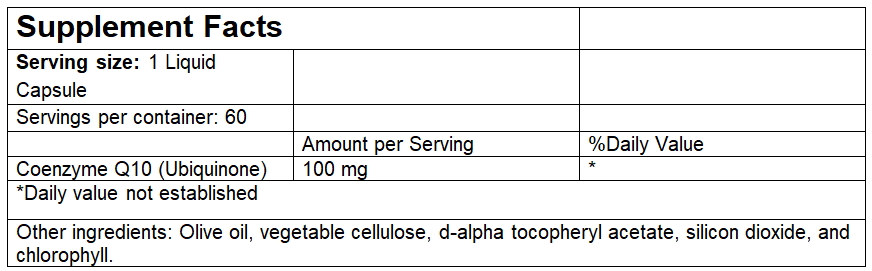 Supplement Facts
Serving size: 1 Liquid
Capsule
Servings per container: 60
Amount per Serving %Daily Value
Coenzyme Q10 (Ubiquinone) 100 mg *
*Daily value not established
Other ingredients: Olive oil, vegetable cellulose, d-alpha tocopheryl acetate, silicon dioxide, and
chlorophyll.